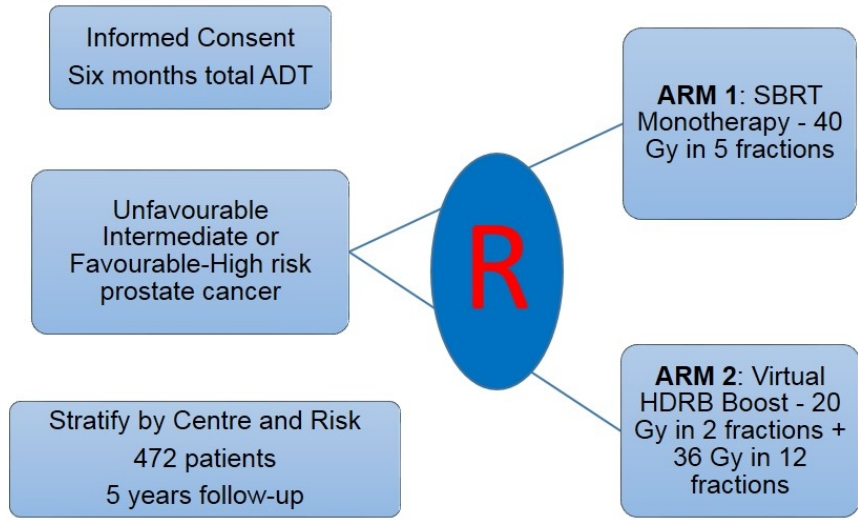 Informed Consent
Six months total ADT
Unfavourable
Intermediate or
Favourable-High risk
prostate cancer
Stratify by Centre and Risk
472 patients
5 years follow-up
R
ARM 1: SBRT
Monotherapy - 40
Gy in 5 fractions
ARM 2: Virtual
HDRB Boost - 20
Gy in 2 fractions +
36 Gy in 12
fractions